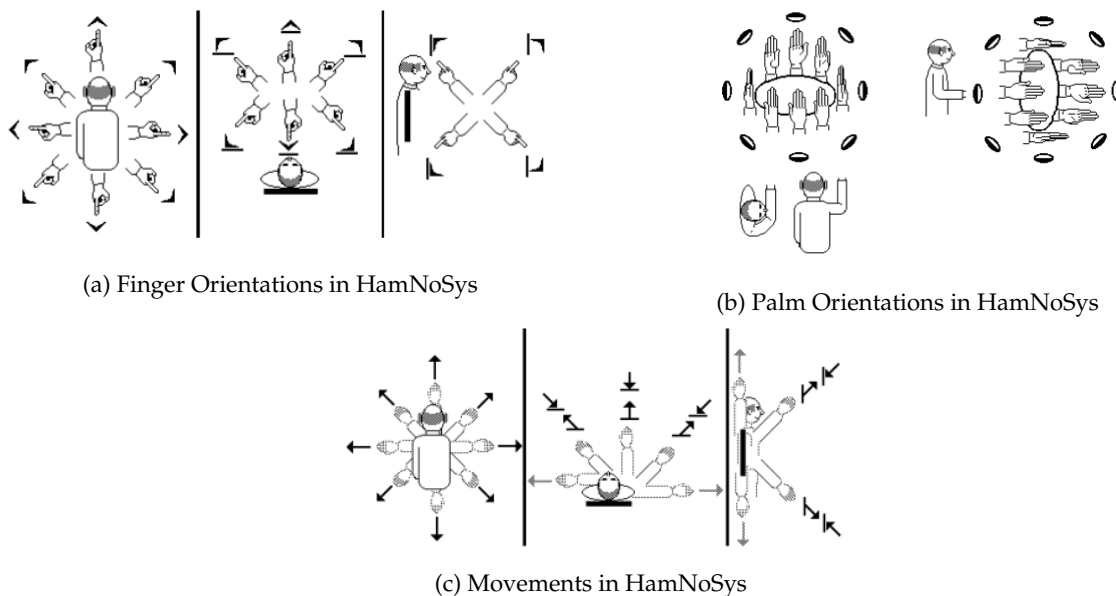 (a) Finger Orientations in HamNoSys
(b) Palm Orientations in HamNoSys
(c) Movements in HamNoSys